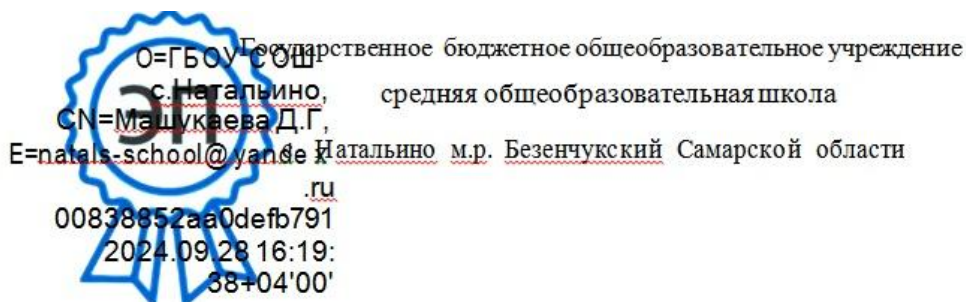 Государственное бюджетное общеобразовательное учреждение
средняя общеобразовательная школа
с. Натальино м.р. Безенчукский Самарской области
ЭП
O=ГБОУ СОШ
с.Натальино,
CN=Машукаева Д.Г,
E=natals-school@yandex
.ru
00838852aa0defb791
2024.09.28 16:19:
38+04'00'